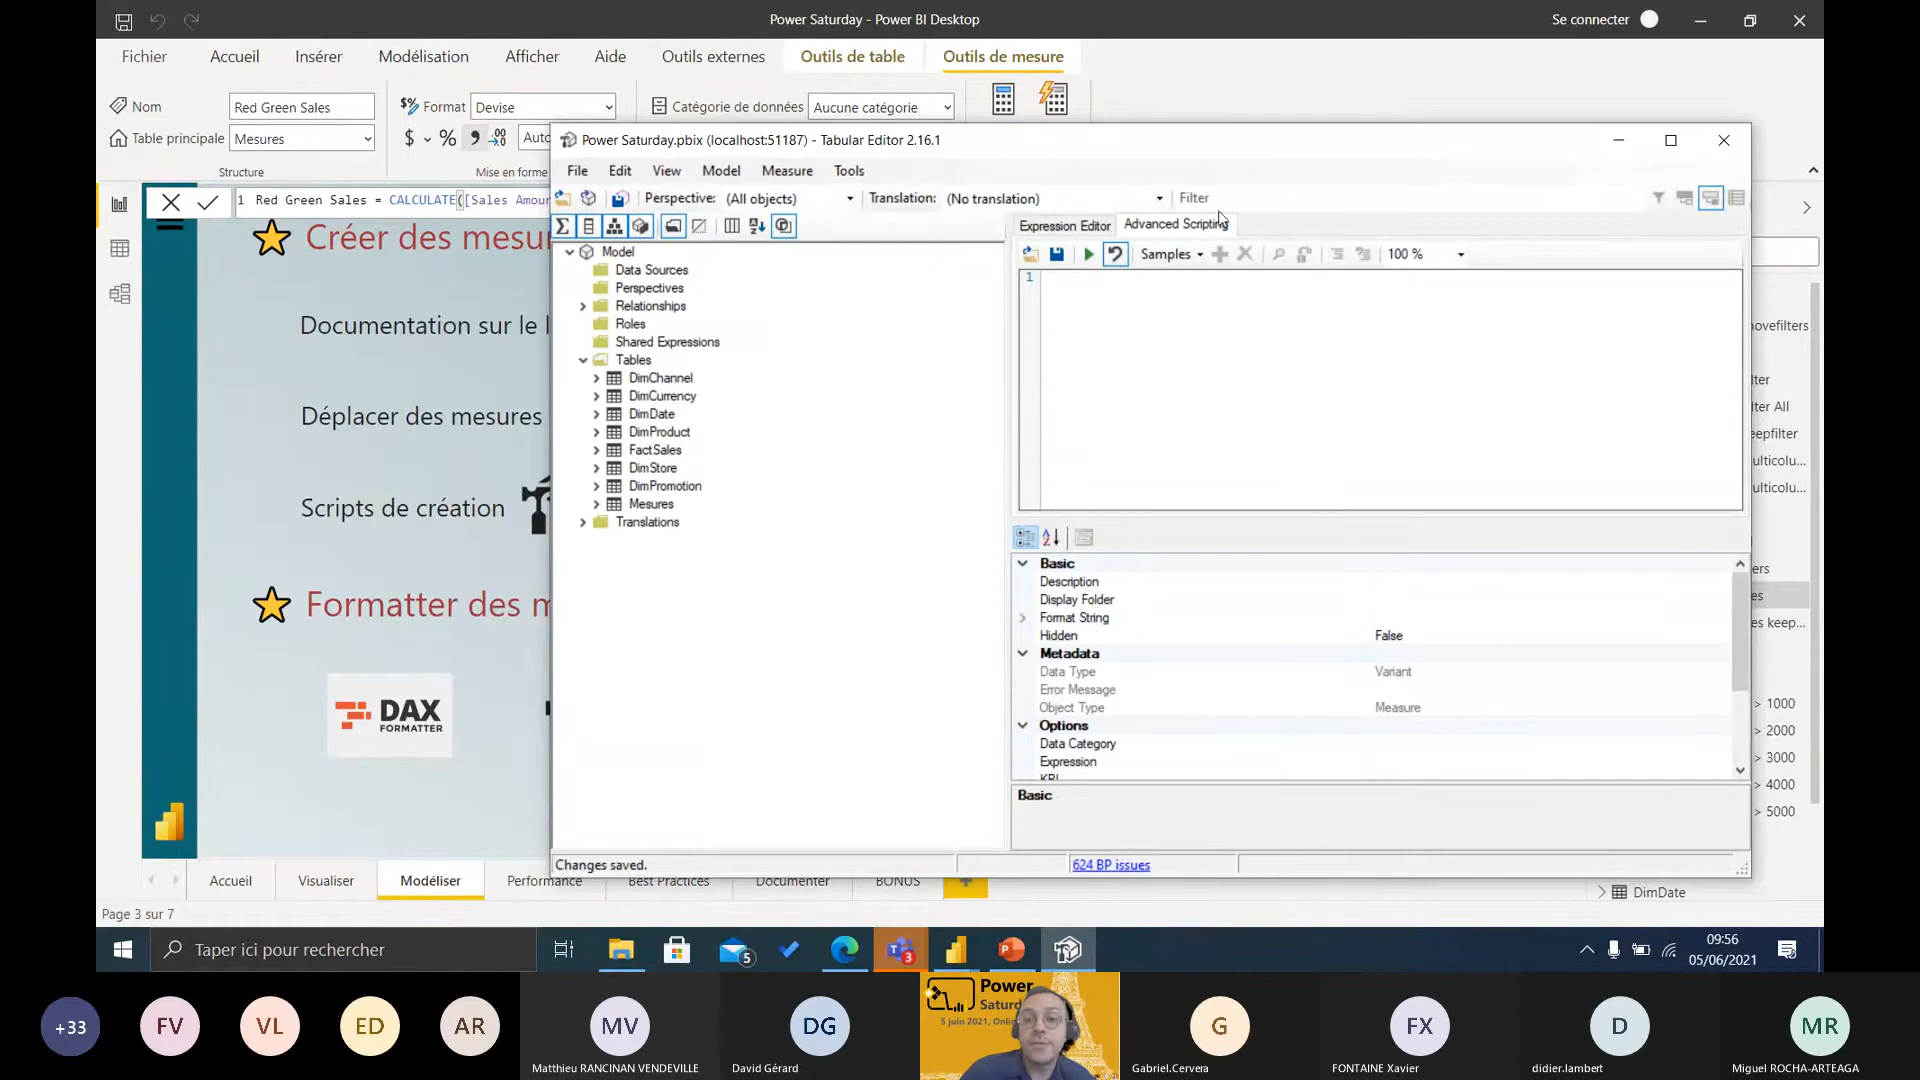 Power Saturday - Power BI Desktop
Se connecter
Fichier
Accueil
Insérer
Modélisation
Afficher
Aide
Outils externes
Outils de table
Outils de mesure
Nom
Red Green Sales
Format
Devise
Catégorie de données
Aucune catégorie
Table principale
Mesures
$
%
Structure
Mise en forme
1 Red Green Sales = CALCULATE([Sales Amou
Power Saturday.pbix (localhost:51187) - Tabular Editor 2.16.1
File
Edit
View
Model
Measure
Tools
Perspective:
(All objects)
Translation:
(No translation)
Filter
Expression Editor
Advanced Scripting
Samples
100 %
1
Model
Data Sources
Perspectives
Relationships
Roles
Shared Expressions
Tables
DimChannel
DimCurrency
DimDate
DimProduct
FactSales
DimStore
DimPromotion
Mesures
Translations
Basic
Description
Display Folder
Format String
Hidden
False
Metadata
Data Type
Variant
Error Message
Object Type
Measure
Options
Data Category
Expression
KPI
Basic
Changes saved.
624 BP issues
Créer des mesu
Documentation sur le l
Déplacer des mesures
Scripts de création
Formatter des m
DAX
FORMATTER
movefilters
lter
lter All
keepfilter
ulticolu...
ulticolu...
ers
es
es keep...
> 1000
> 2000
> 3000
> 4000
> 5000
DimDate
Accueil
Visualiser
Modéliser
Performance
Best Practices
Documenter
BONUS
Page 3 sur 7
Taper ici pour rechercher
5
3
09:56
05/06/2021
+33
FV
VL
ED
AR
MV
Matthieu RANCINAN VENDEVILLE
DG
David Gérard
Power
Saturd
5 juin 2021, Onlin
G
Gabriel.Cervera
FX
FONTAINE Xavier
D
didier.lambert
MR
Miguel ROCHA-ARTEAGA